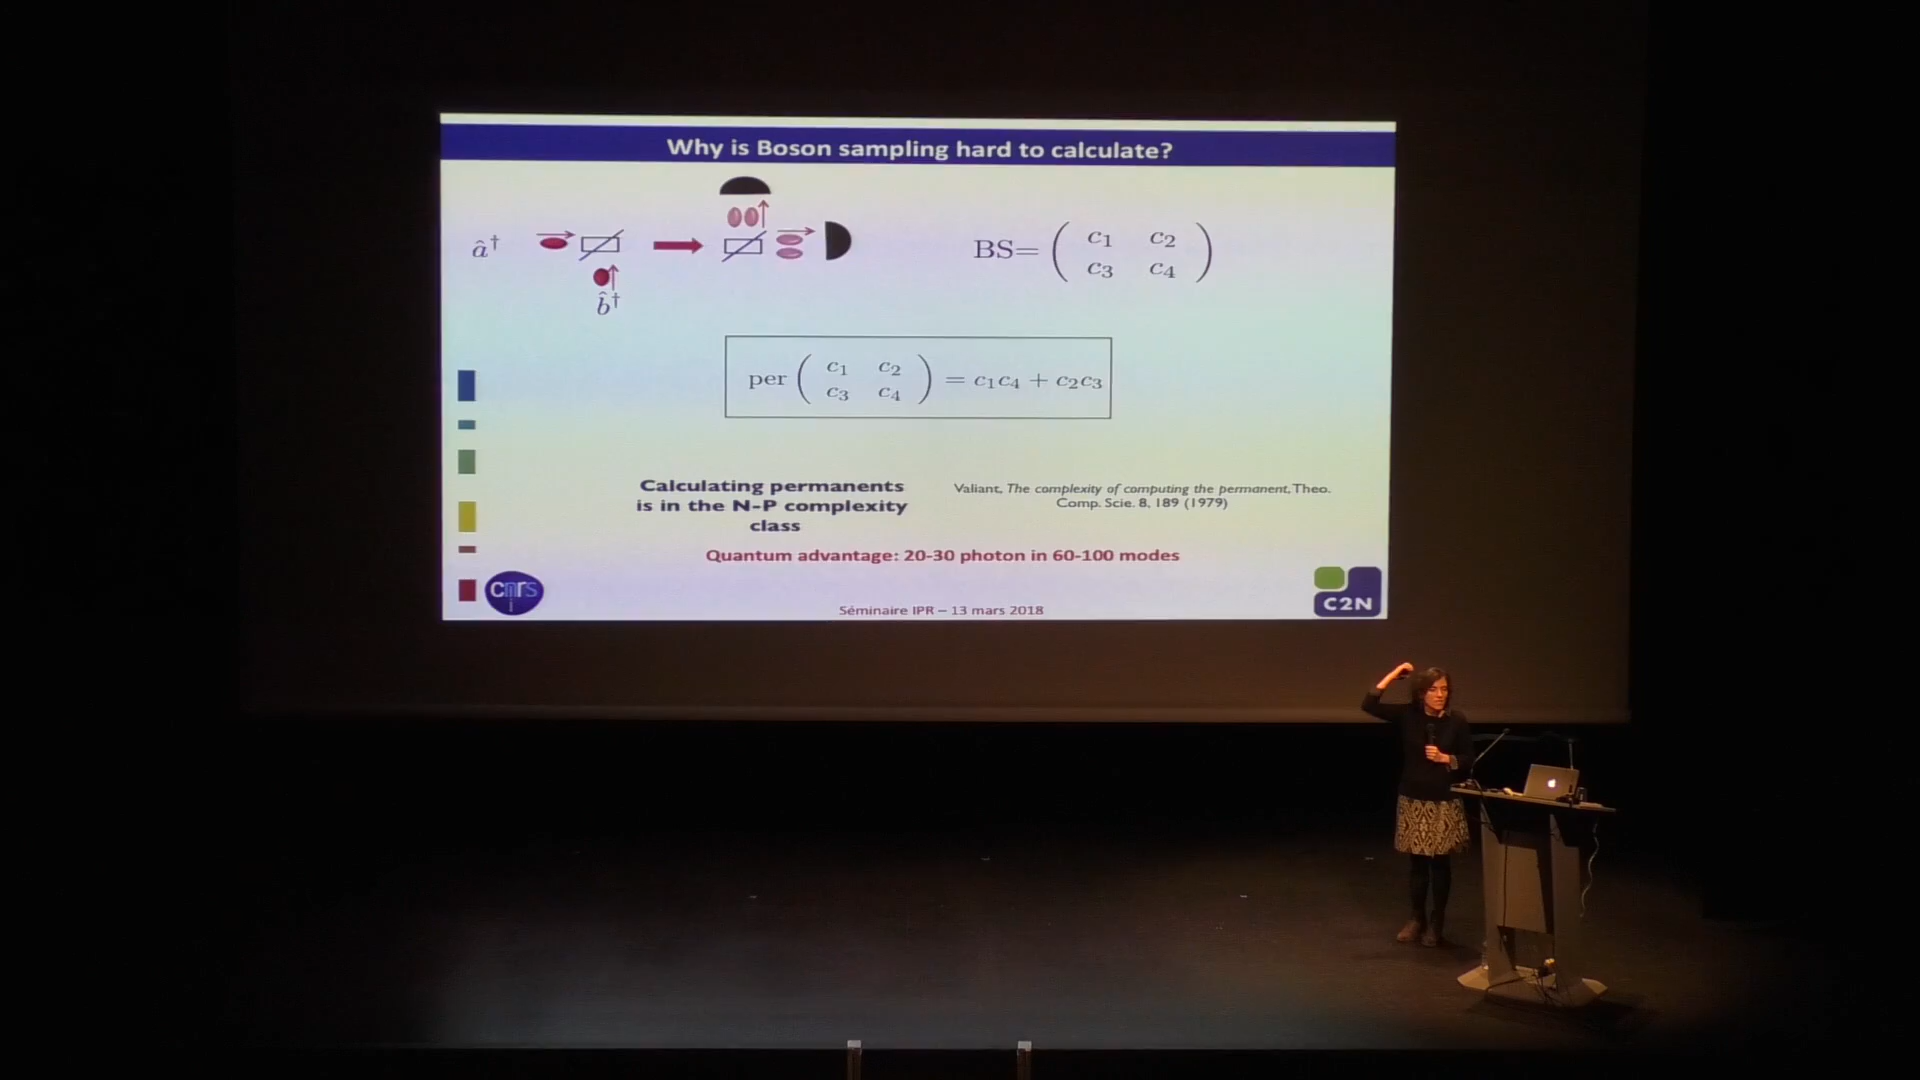 Why is Boson sampling hard to calculate?
â†
b̂†
BS= ( c₁ c₂
c₃ c₄ )
per ( c₁ c₂
c₃ c₄ ) = c₁c₄ + c₂c₃
Calculating permanents
is in the N-P complexity
class
Valiant, The complexity of computing the permanent, Theo.
Comp. Scie. 8, 189 (1979)
Quantum advantage: 20-30 photon in 60-100 modes
cnrs
Séminaire IPR – 13 mars 2018
C2N